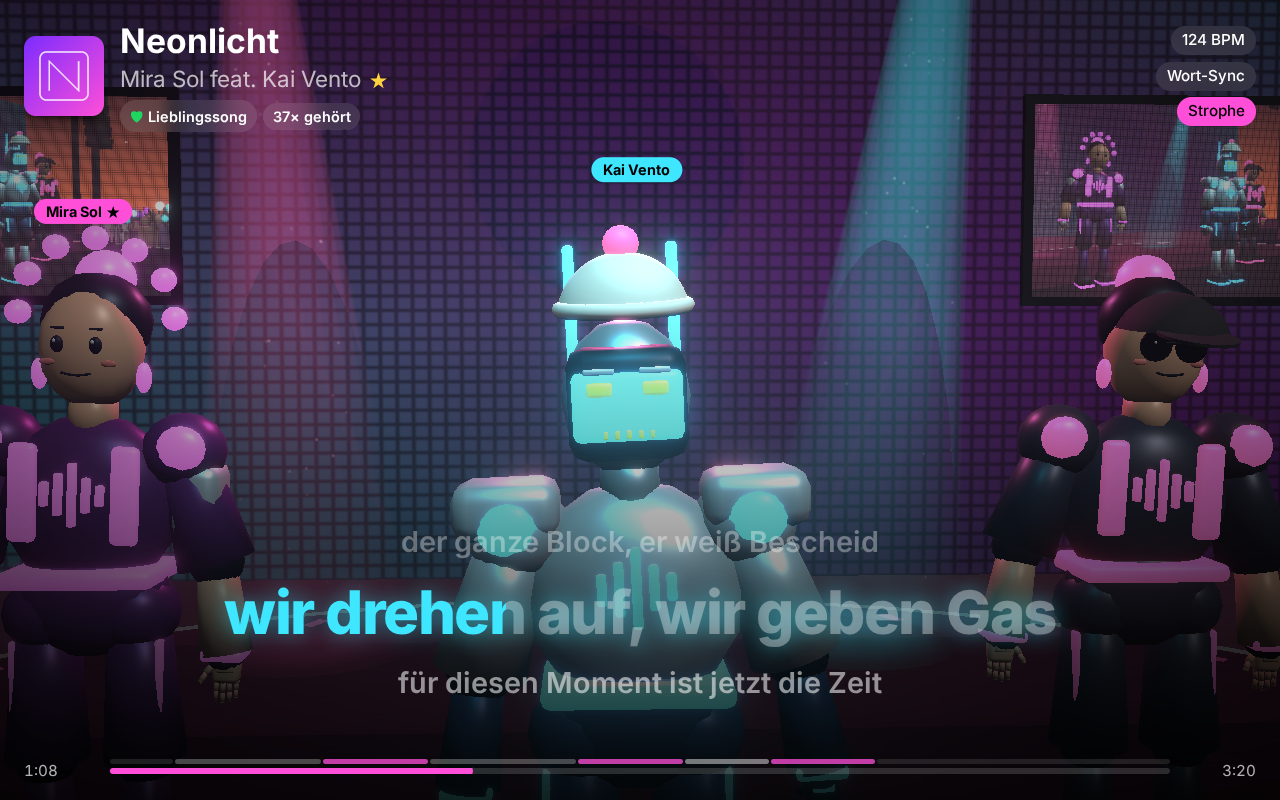 Neonlicht
Mira Sol feat. Kai Vento ★
Lieblingssong
37× gehört
124 BPM
Wort-Sync
Strophe
Kai Vento
Mira Sol ★
der ganze Block, er weiß Bescheid
wir drehen auf, wir geben Gas
für diesen Moment ist jetzt die Zeit
1:08
3:20